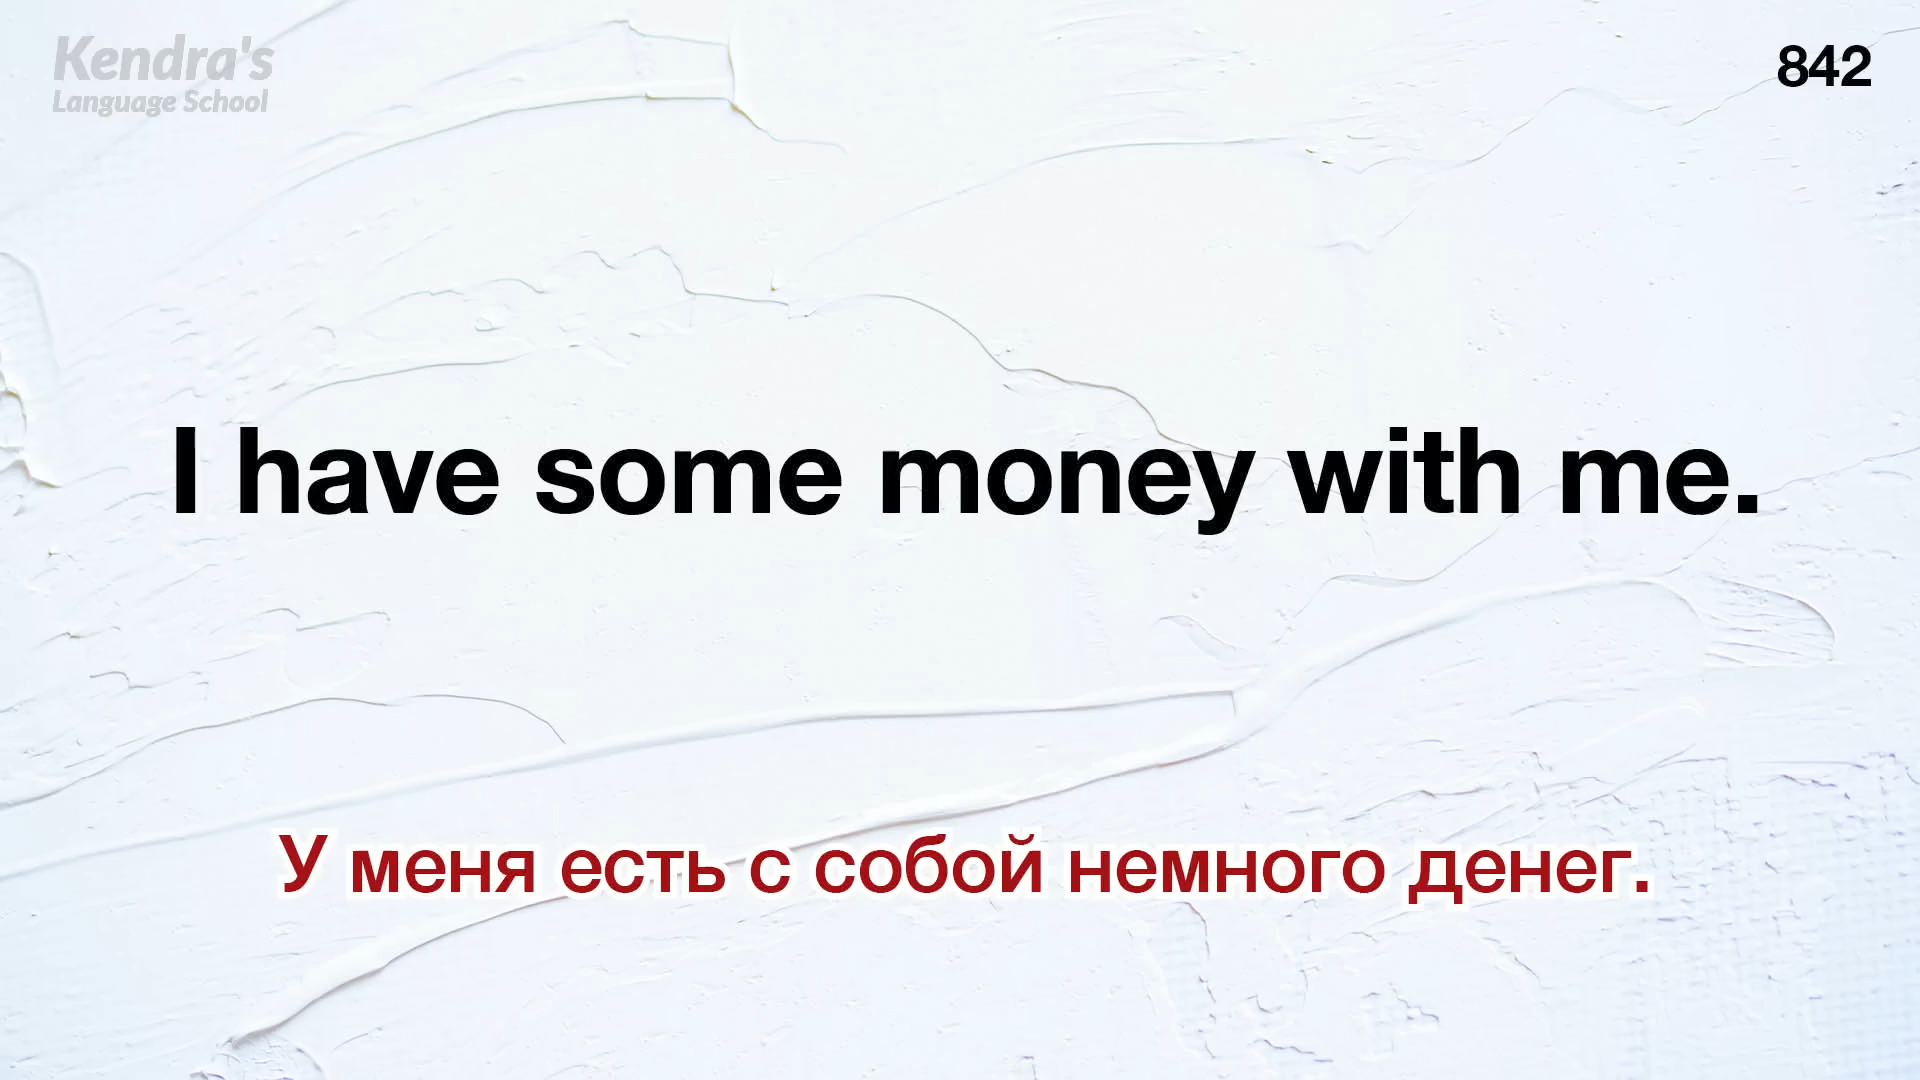 Kendra's
Language School
842
I have some money with me.
У меня есть с собой немного денег.